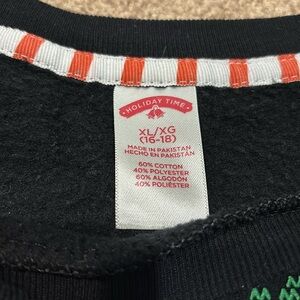 HOLIDAY TIME
XL/XG
(16-18)
MADE IN PAKISTAN
HECHO EN PAKISTÁN
60% COTTON
40% POLYESTER
60% ALGODÓN
40% POLIÉSTER